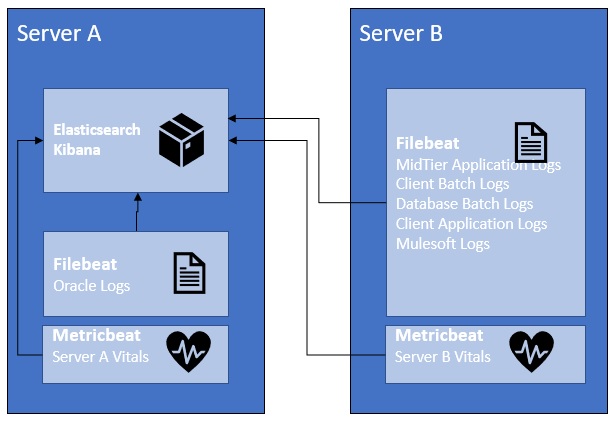 Server A
Elasticsearch
Kibana
Filebeat
Oracle Logs
Metricbeat
Server A Vitals
Server B
Filebeat
MidTier Application Logs
Client Batch Logs
Database Batch Logs
Client Application Logs
Mulesoft Logs
Metricbeat
Server B Vitals